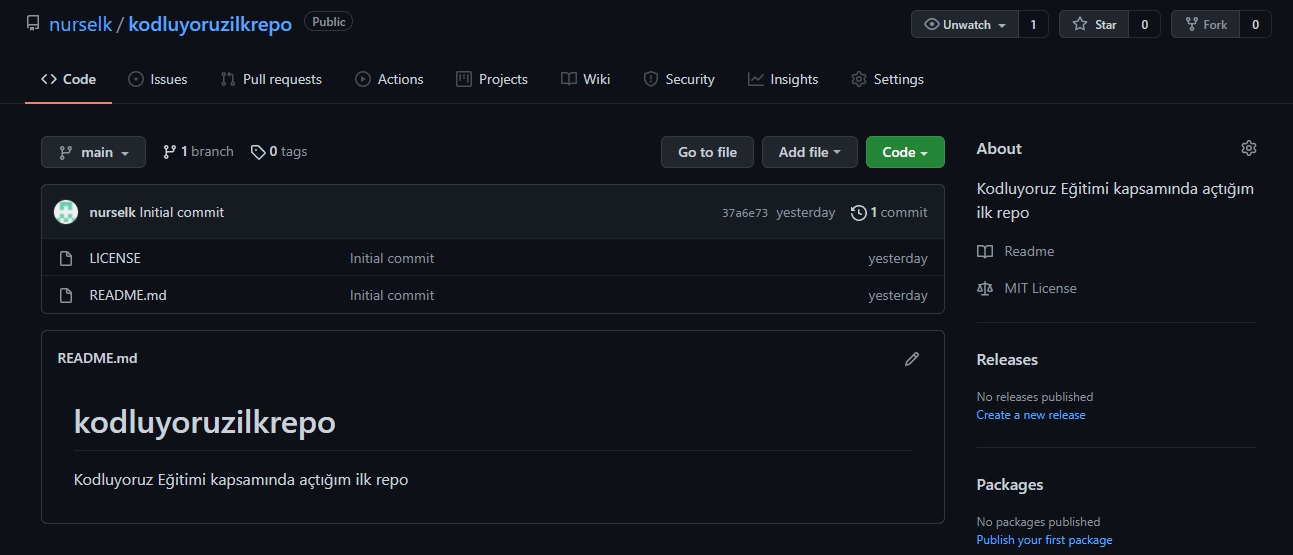 nurselk / kodluyoruzilkrepo Public
Unwatch 1 Star 0 Fork 0
Code Issues Pull requests Actions Projects Wiki Security Insights Settings
main 1 branch 0 tags Go to file Add file Code
nurselk Initial commit 37a6e73 yesterday 1 commit
LICENSE Initial commit yesterday
README.md Initial commit yesterday
README.md
kodluyoruzilkrepo
Kodluyoruz Eğitimi kapsamında açtığım ilk repo
About
Kodluyoruz Eğitimi kapsamında açtığım
ilk repo
Readme
MIT License
Releases
No releases published
Create a new release
Packages
No packages published
Publish your first package